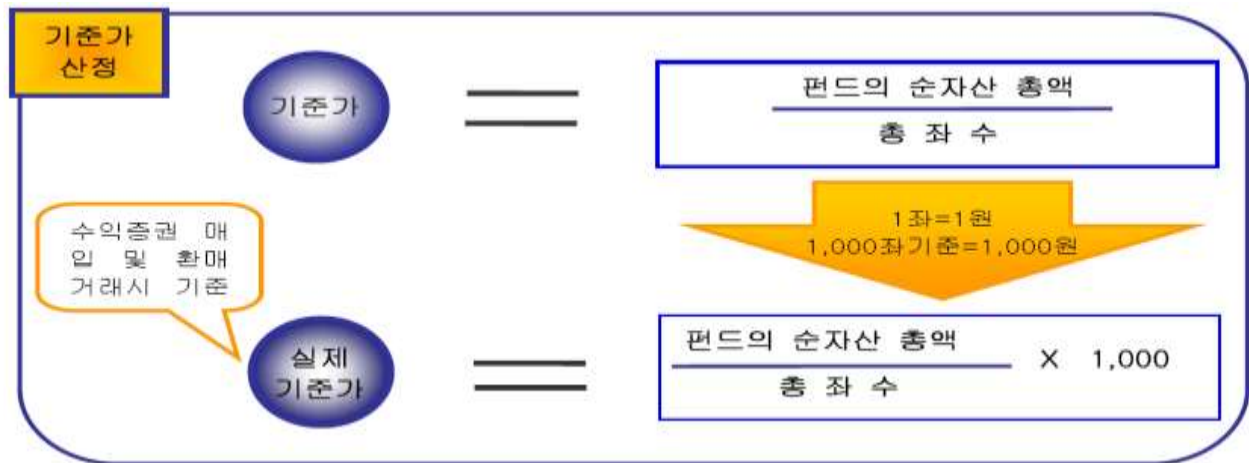 기준가
산정
기준가
펀드의 순자산 총액
총 좌 수
1좌=1원
1,000좌기준=1,000원
수익증권 매
입 및 환매
거래시 기준
실제
기준가
펀드의 순자산 총액
총 좌 수
X 1,000